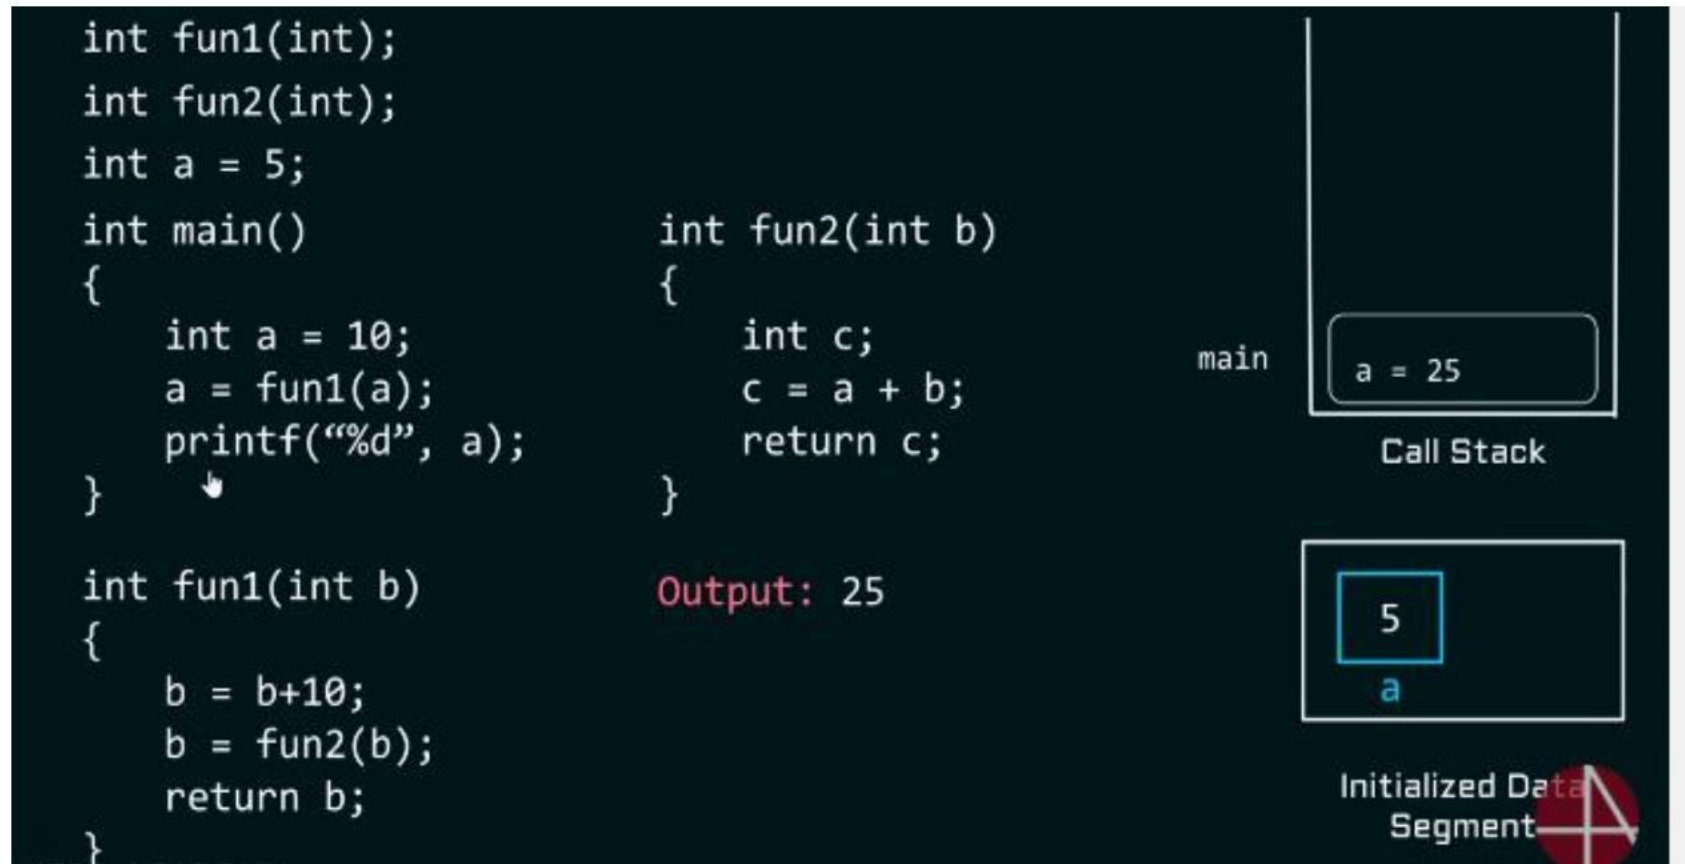 int fun1(int);
int fun2(int);
int a = 5;
int main()
{
int a = 10;
a = fun1(a);
printf(“%d”, a);
}
int fun1(int b)
{
b = b+10;
b = fun2(b);
return b;
}
int fun2(int b)
{
int c;
c = a + b;
return c;
}
Output: 25
main
a = 25
Call Stack
5
a
Initialized Data
Segment